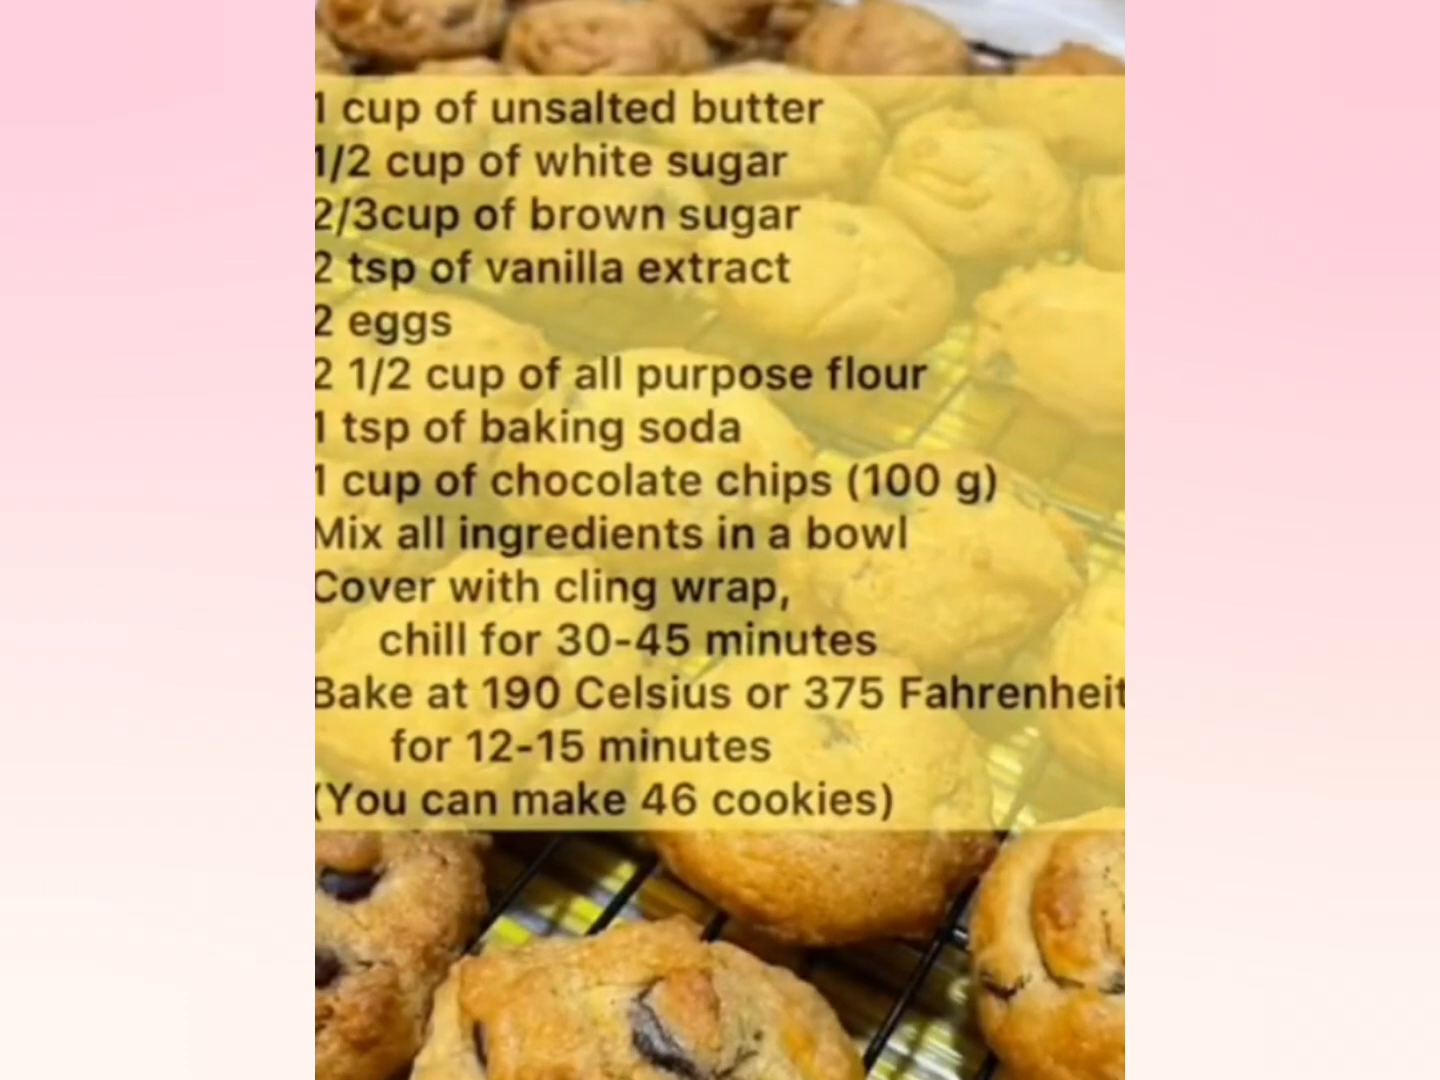 1 cup of unsalted butter
1/2 cup of white sugar
2/3cup of brown sugar
2 tsp of vanilla extract
2 eggs
2 1/2 cup of all purpose flour
1 tsp of baking soda
1 cup of chocolate chips (100 g)
Mix all ingredients in a bowl
Cover with cling wrap,
chill for 30-45 minutes
Bake at 190 Celsius or 375 Fahrenheit
for 12-15 minutes
(You can make 46 cookies)